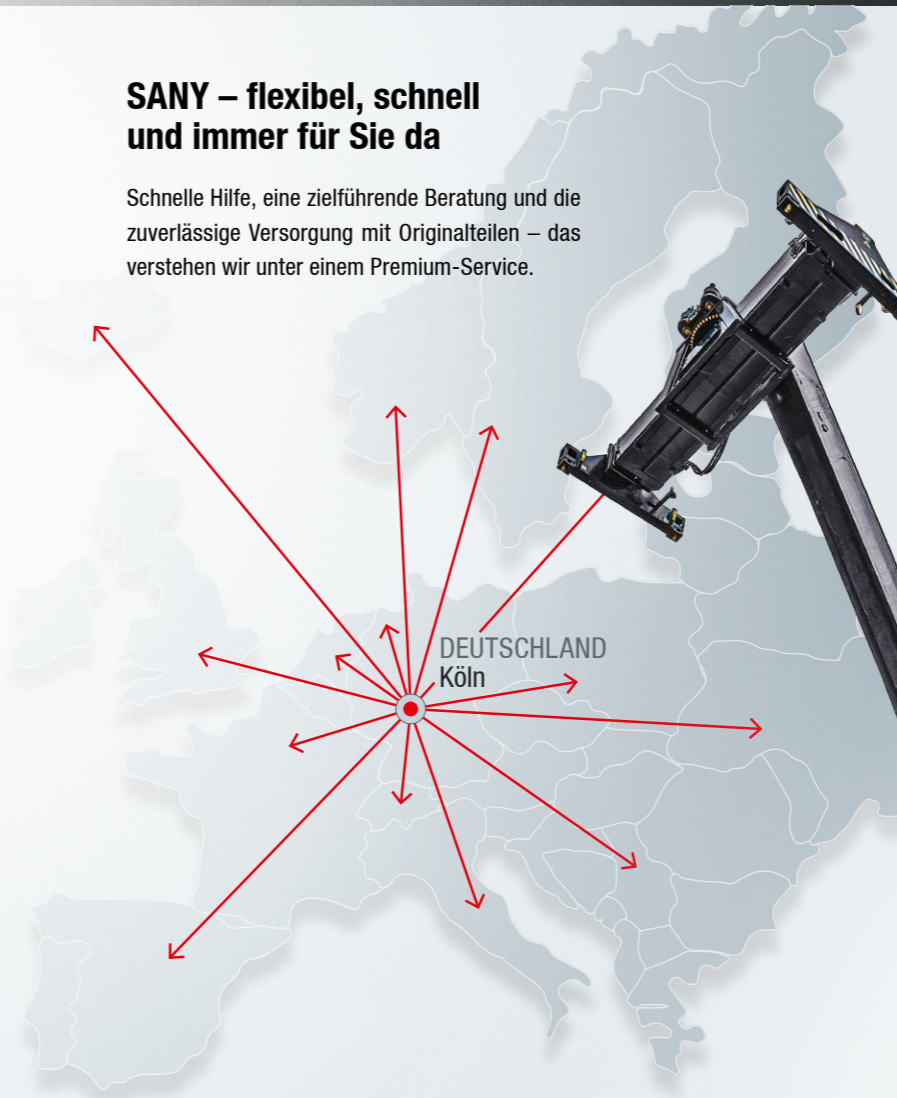 SANY – flexibel, schnell
und immer für Sie da
Schnelle Hilfe, eine zielführende Beratung und die
zuverlässige Versorgung mit Originalteilen – das
verstehen wir unter einem Premium-Service.
DEUTSCHLAND
Köln